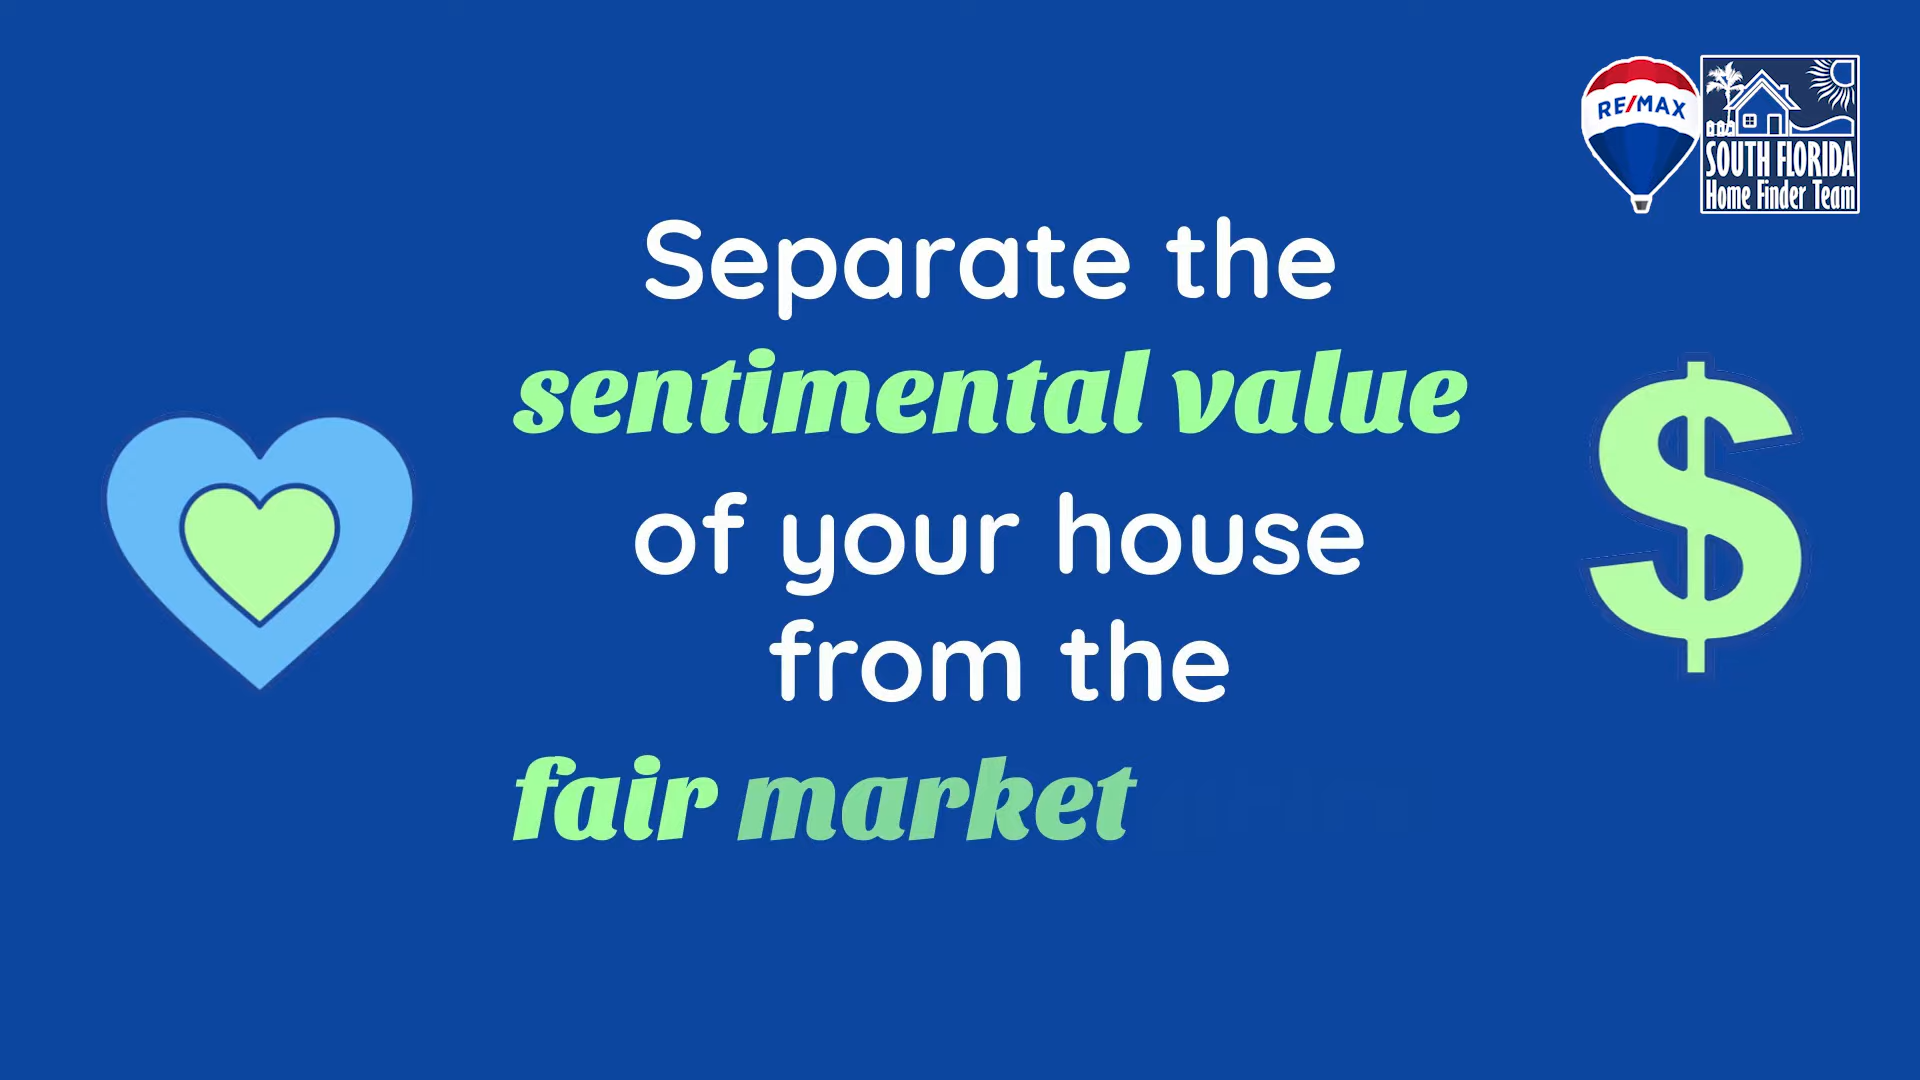 RE/MAX
SOUTH FLORIDA
Home Finder Team
Separate the
sentimental value
of your house
from the
fair market